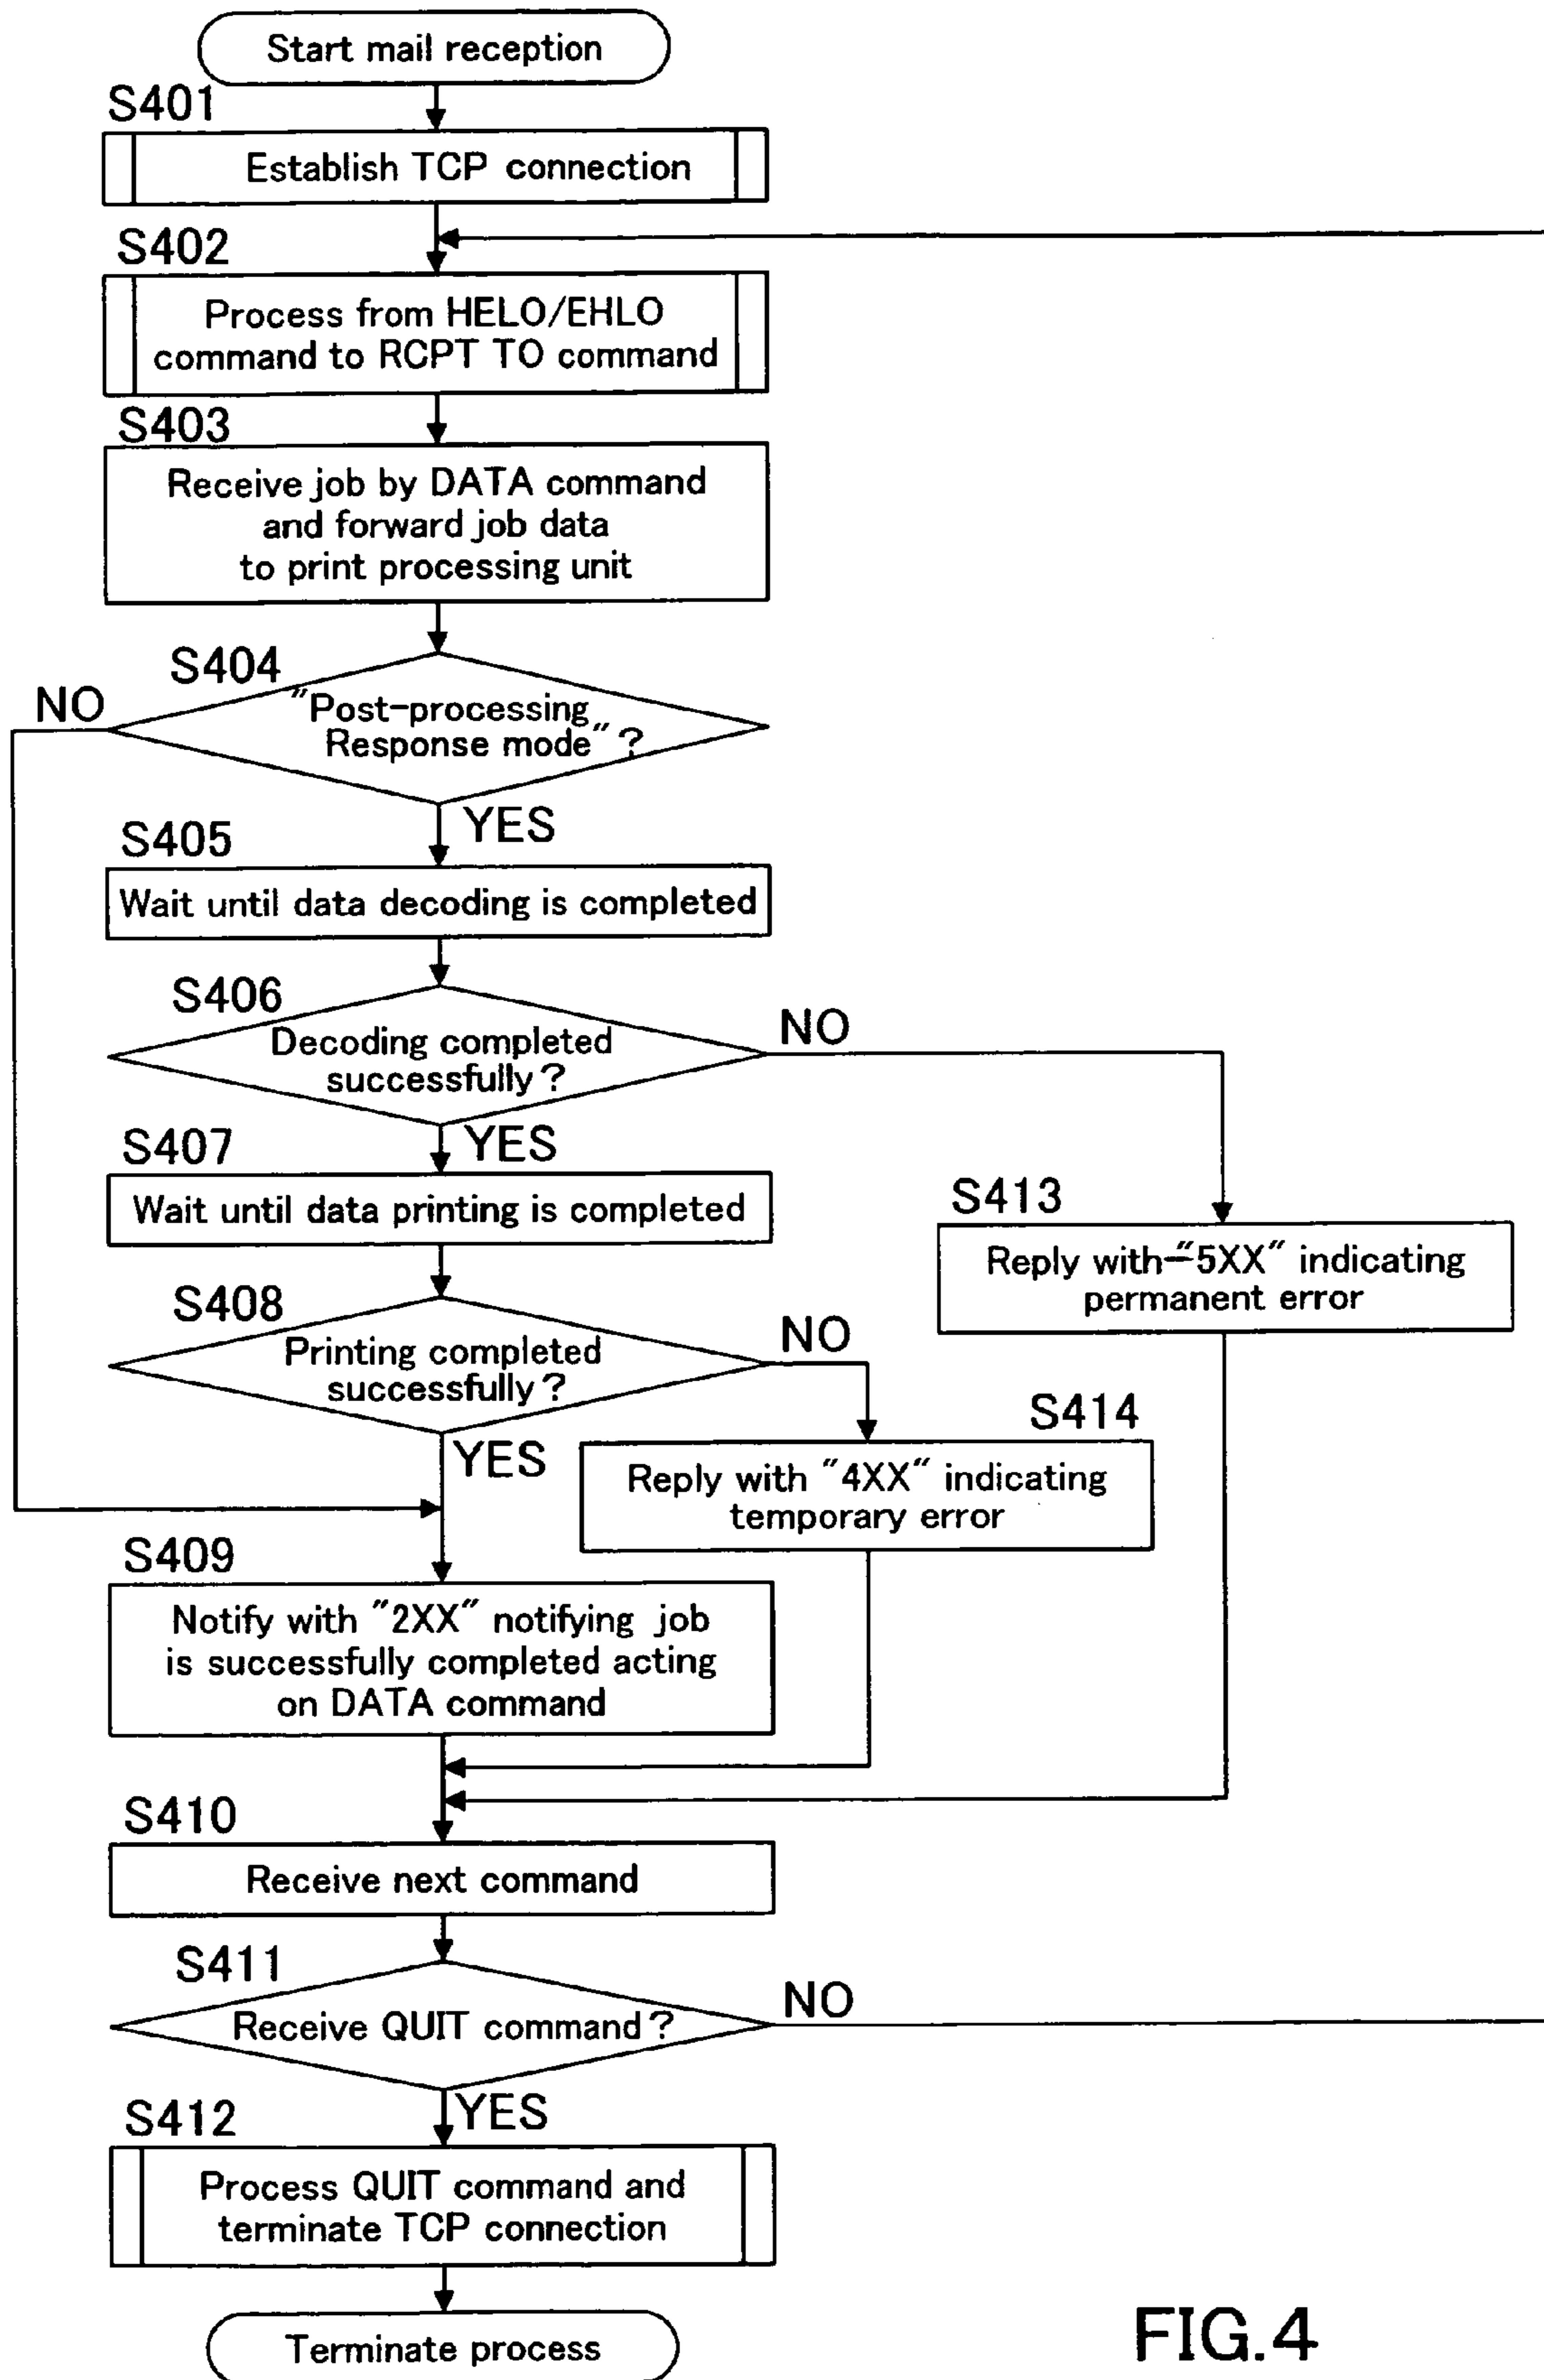 Start mail reception
S401
Establish TCP connection
S402
Process from HELO/EHLO
command to RCPT TO command
S403
Receive job by DATA command
and forward job data
to print processing unit
S404
NO
"Post-processing
Response mode"?
YES
S405
Wait until data decoding is completed
S406
NO
Decoding completed
successfully?
YES
S407
Wait until data printing is completed
S413
Reply with "5XX" indicating
permanent error
S408
NO
Printing completed
successfully?
YES
S414
Reply with "4XX" indicating
temporary error
S409
Notify with "2XX" notifying job
is successfully completed acting
on DATA command
S410
Receive next command
S411
NO
Receive QUIT command?
YES
S412
Process QUIT command and
terminate TCP connection
Terminate process
FIG.4